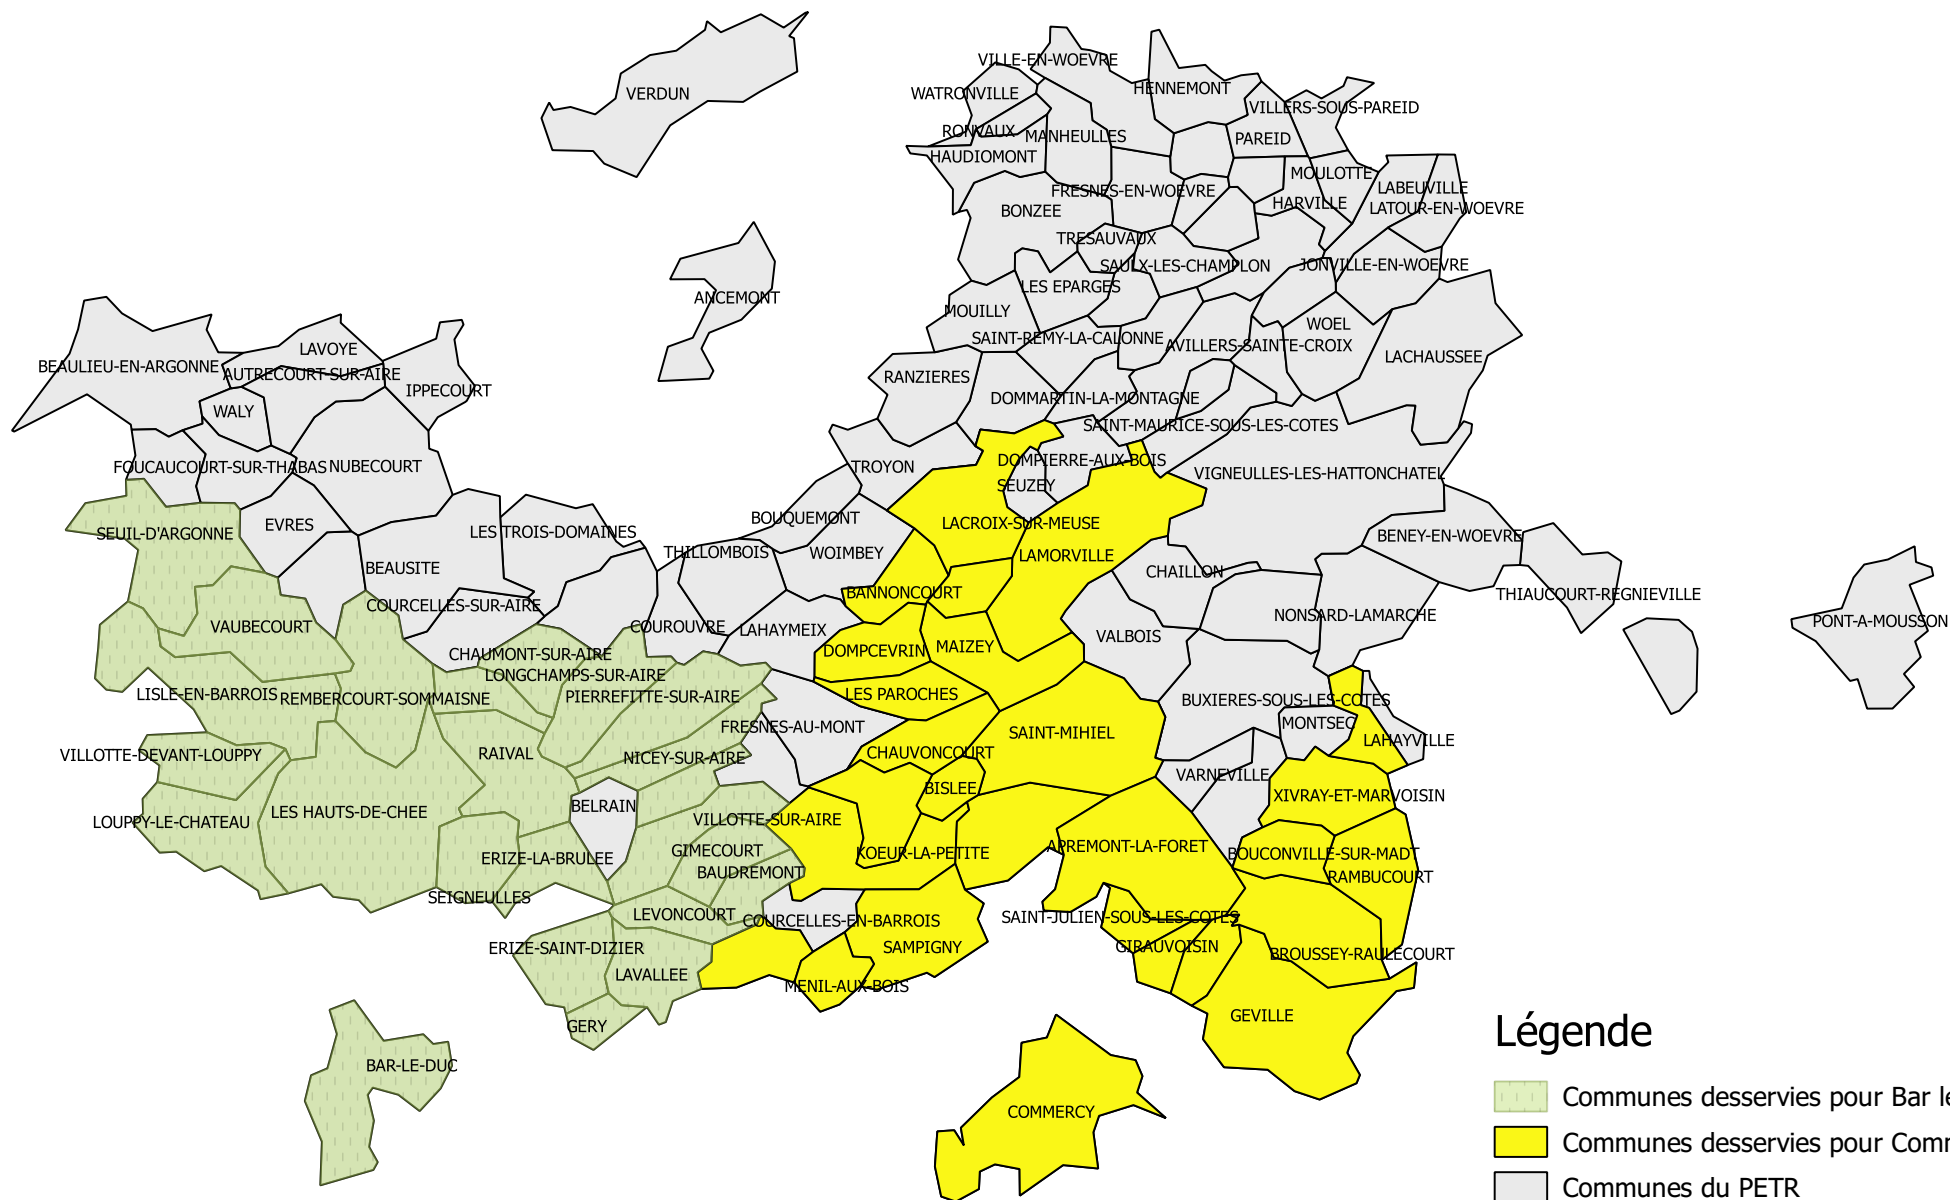 VILLE-EN-WOEVRE
HENNEMONT
WATRONVILLE
VERDUN
VILLERS-SOUS-PAREID
RONVAUX
MANHEULLES
PAREID
HAUDIOMONT
MOULOTTE
FRESNES-EN-WOEVRE
LABEUVILLE
HARVILLE
LATOUR-EN-WOEVRE
BONZEE
TRESAUVAUX
SAULX-LES-CHAMPLON
JONVILLE-EN-WOEVRE
LES EPARGES
ANCEMONT
MOUILLY
WOEL
SAINT-REMY-LA-CALONNE
AVILLERS-SAINTE-CROIX
LACHAUSSEE
LAVOYE
BEAULIEU-EN-ARGONNE
AUTRECOURT-SUR-AIRE
IPPECOURT
RANZIERES
DOMMARTIN-LA-MONTAGNE
WALY
SAINT-MAURICE-SOUS-LES-COTES
FOUCAUCOURT-SUR-THABAS
NUBECOURT
TROYON
DOMPIERRE-AUX-BOIS
VIGNEULLES-LES-HATTONCHATEL
SEUZEY
EVRES
BOUQUEMONT
LACROIX-SUR-MEUSE
SEUIL-D'ARGONNE
LES TROIS-DOMAINES
BENEY-EN-WOEVRE
THILLOMBOIS
WOIMBEY
LAMORVILLE
BEAUSITE
CHAILLON
BANNONCOURT
THIAUCOURT-REGNIEVILLE
COURCELLES-SUR-AIRE
NONSARD-LAMARCHE
PONT-A-MOUSSON
VAUBECOURT
COUROUVRE
LAHAYMEIX
VALBOIS
CHAUMONT-SUR-AIRE
DOMPCEVRIN
MAIZEY
LONGCHAMPS-SUR-AIRE
LISLE-EN-BARROIS
REMBERCOURT-SOMMAISNE
PIERREFITTE-SUR-AIRE
LES PAROCHES
BUXIERES-SOUS-LES-COTES
FRESNES-AU-MONT
SAINT-MIHIEL
MONTSEC
LAHAYVILLE
VILLOTTE-DEVANT-LOUPPY
RAIVAL
NICEY-SUR-AIRE
CHAUVONCOURT
VARNEVILLE
BISLEE
XIVRAY-ET-MARVOISIN
BELRAIN
LES HAUTS-DE-CHEE
LOUPPY-LE-CHATEAU
VILLOTTE-SUR-AIRE
APREMONT-LA-FORET
GIMECOURT
KOEUR-LA-PETITE
BOUCONVILLE-SUR-MADT
ERIZE-LA-BRULEE
BAUDREMONT
RAMBUCOURT
SEIGNEULLES
LEVONCOURT
COURCELLES-EN-BARROIS
SAINT-JULIEN-SOUS-LES-COTES
ERIZE-SAINT-DIZIER
SAMPIGNY
GIRAUVOISIN
BROUSSEY-RAULECOURT
LAVALLEE
MENIL-AUX-BOIS
GEVILLE
GERY
BAR-LE-DUC
COMMERCY
Légende
Communes desservies pour Bar
Communes desservies pour
Communes du PETR